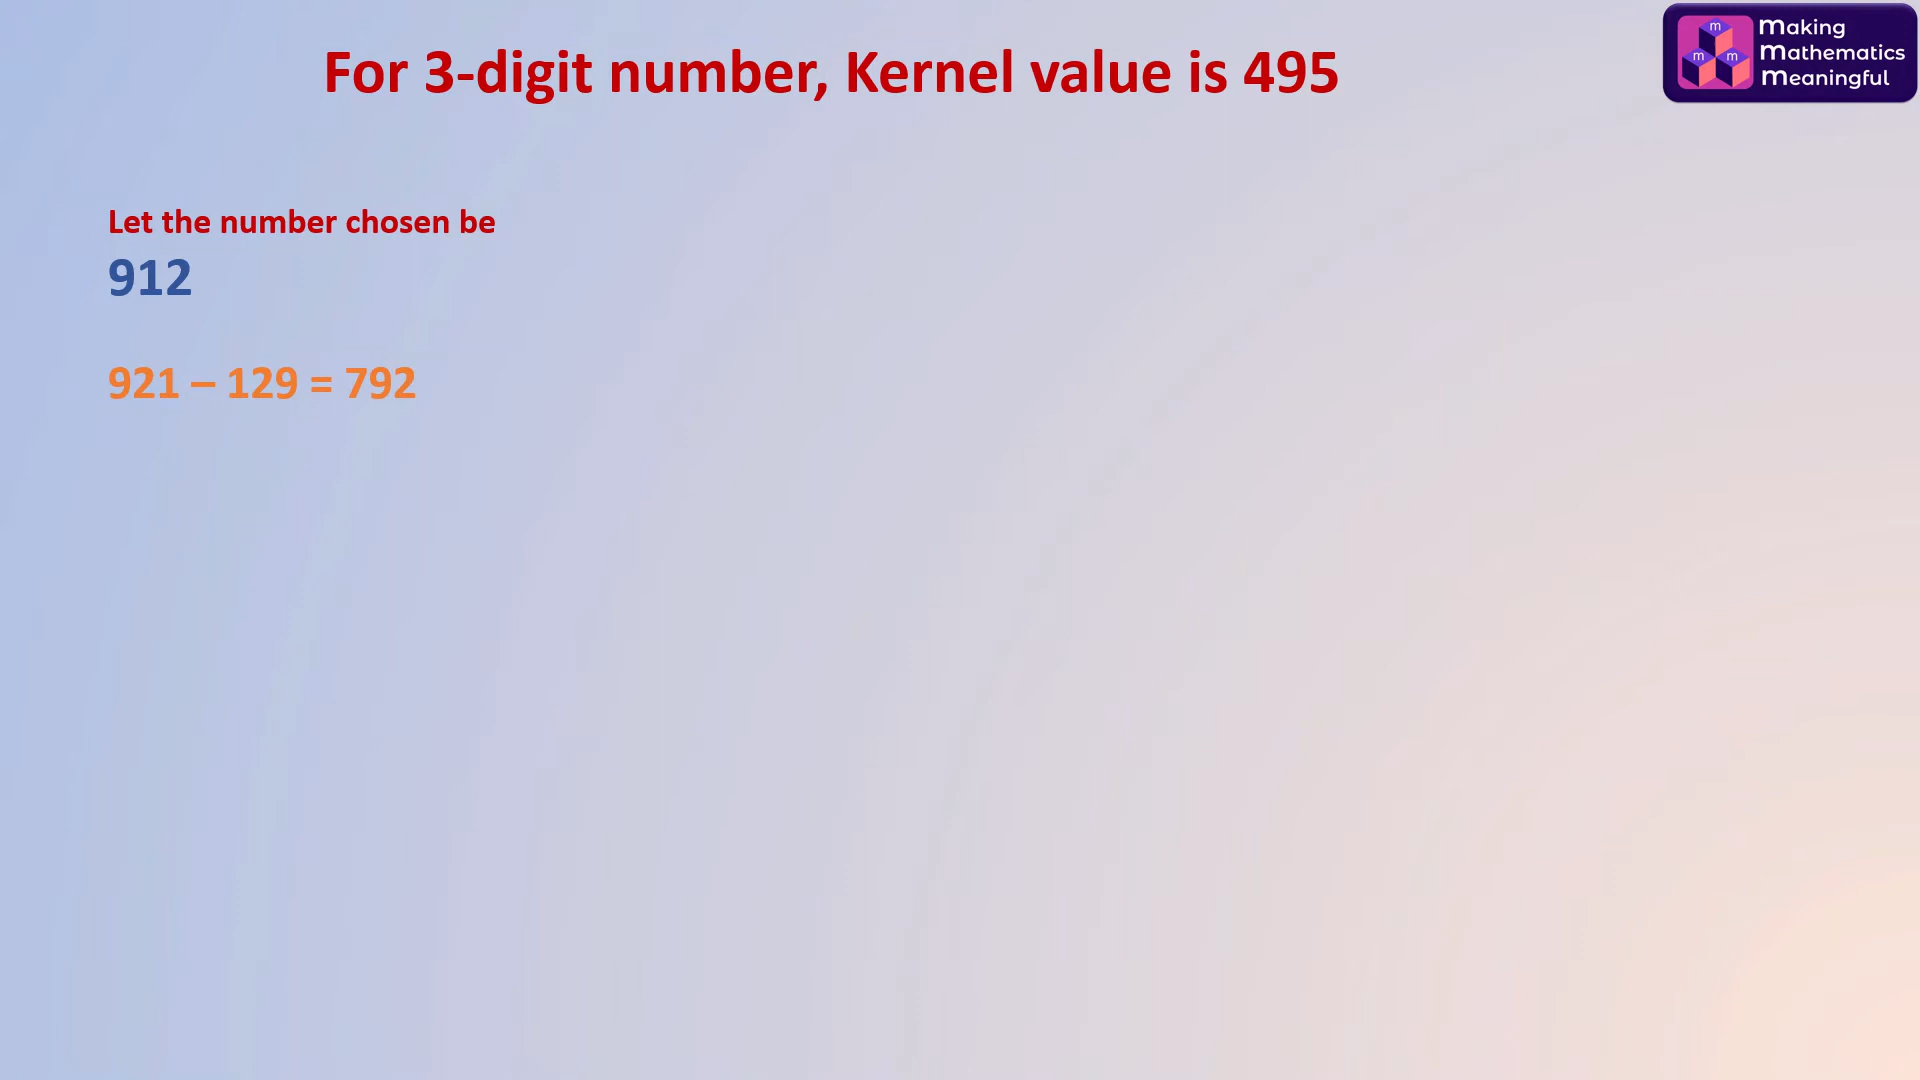 For 3-digit number, Kernel value is 495
making
mathematics
meaningful
m
m m
Let the number chosen be
912
921 – 129 = 792